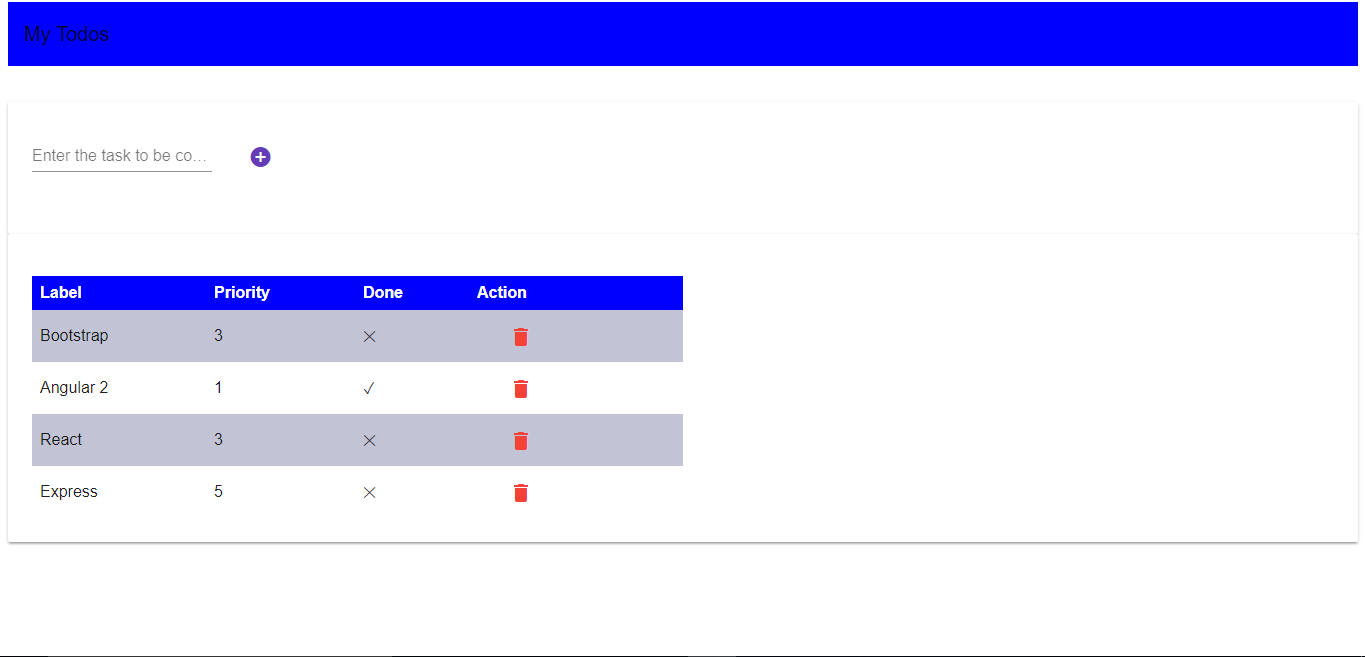 My Todos
Enter the task to be co...
Label Priority Done Action
Bootstrap 3 ×
Angular 2 1 ✓
React 3 ×
Express 5 ×